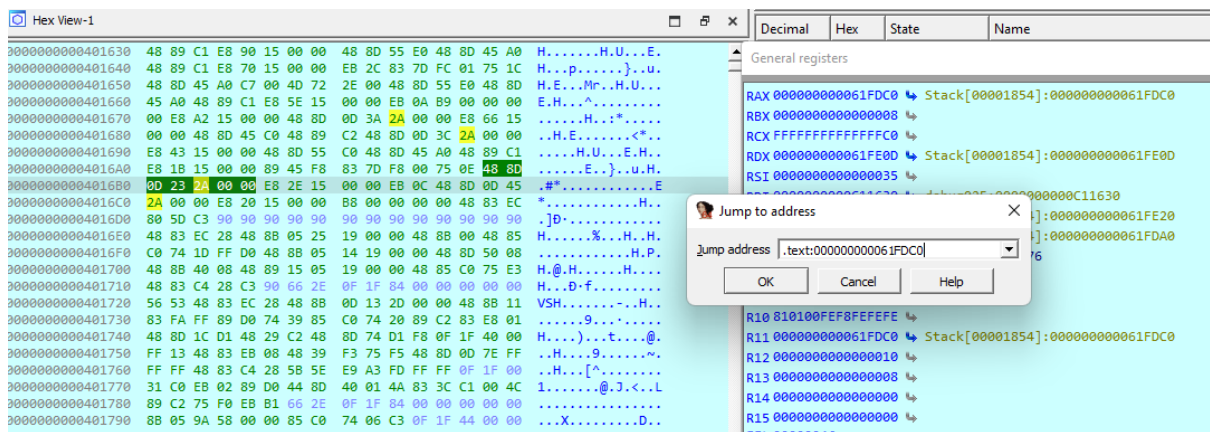 Hex View-1
0000000000401630 48 89 C1 E8 90 15 00 00 48 8D 55 E0 48 8D 45 A0 H.......H.U...E.
0000000000401640 48 89 C1 E8 70 15 00 00 EB 2C 83 7D FC 01 75 1C H...p......}..u.
0000000000401650 48 8D 45 A0 C7 00 4D 72 2E 00 48 8D 55 E0 48 8D H.E...Mr..H.U...
0000000000401660 45 A0 48 89 C1 E8 5E 15 00 00 EB 0A B9 00 00 00 E.H...^.........
0000000000401670 00 E8 A2 15 00 00 48 8D 0D 3A 2A 00 00 E8 66 15 ......H..:*.....
0000000000401680 00 00 48 8D 45 C0 48 89 C2 48 8D 0D 3C 2A 00 00 ..H.E.......<*..
0000000000401690 E8 43 15 00 00 48 8D 55 C0 48 8D 45 A0 48 89 C1 .....H.U...E.H..
00000000004016A0 E8 1B 15 00 00 89 45 F8 83 7D F8 00 75 0E 48 8D ......E..}..u.H.
00000000004016B0 0D 23 2A 00 00 E8 2E 15 00 00 EB 0C 48 8D 0D 45 .#*............E
00000000004016C0 2A 00 00 E8 20 15 00 00 B8 00 00 00 00 48 83 EC *............H..
00000000004016D0 80 5D C3 90 90 90 90 90 90 90 90 90 90 90 90 90 .]Ð·............
00000000004016E0 48 83 EC 28 48 8B 05 25 19 00 00 48 8B 00 48 85 H......%...H..H.
00000000004016F0 C0 74 1D FF D0 48 8B 05 14 19 00 00 48 8D 50 08 ............H.P.
0000000000401700 48 8B 40 08 48 89 15 05 19 00 00 48 85 C0 75 E3 H.@.H......H....
0000000000401710 48 83 C4 28 C3 90 66 2E 0F 1F 84 00 00 00 00 00 H...Ð·f.........
0000000000401720 56 53 48 83 EC 28 48 8B 0D 13 2D 00 00 48 8B 11 VSH.......-..H..
0000000000401730 83 FA FF 89 D0 74 39 85 C0 74 20 89 C2 83 E8 01 ......9...·.....
0000000000401740 48 8D 1C D1 48 29 C2 48 8D 74 D1 F8 0F 1F 40 00 H....)...t....@.
0000000000401750 FF 13 48 83 EB 08 48 39 F3 75 F5 48 8D 0D 7E FF ..H....9......~.
0000000000401760 FF FF 48 83 C4 28 5B 5E E9 A3 FD FF FF 0F 1F 00 ..H...[^........
0000000000401770 31 C0 EB 02 89 D0 44 8D 40 01 4A 83 3C C1 00 4C 1.......@.J.<..L
0000000000401780 89 C2 75 F0 EB B1 66 2E 0F 1F 84 00 00 00 00 00 ................
0000000000401790 8B 05 9A 58 00 00 85 C0 74 06 C3 0F 1F 44 00 00 ...X.........D..
Decimal Hex State Name
General registers
RAX 000000000061FDC0 Stack[00001854]:000000000061FDC0
RBX 0000000000000008
RCX FFFFFFFFFFFFFFC0
RDX 000000000061FE0D Stack[00001854]:000000000061FE0D
RSI 0000000000000035
]:000000000061FE20
]:000000000061FDA0
76
Jump to address
Jump address .text:000000000061FDC0
OK Cancel Help
R10 810100FEF8FEFEFE
R11 000000000061FDC0 Stack[00001854]:000000000061FDC0
R12 0000000000000010
R13 0000000000000008
R14 0000000000000000
R15 0000000000000000